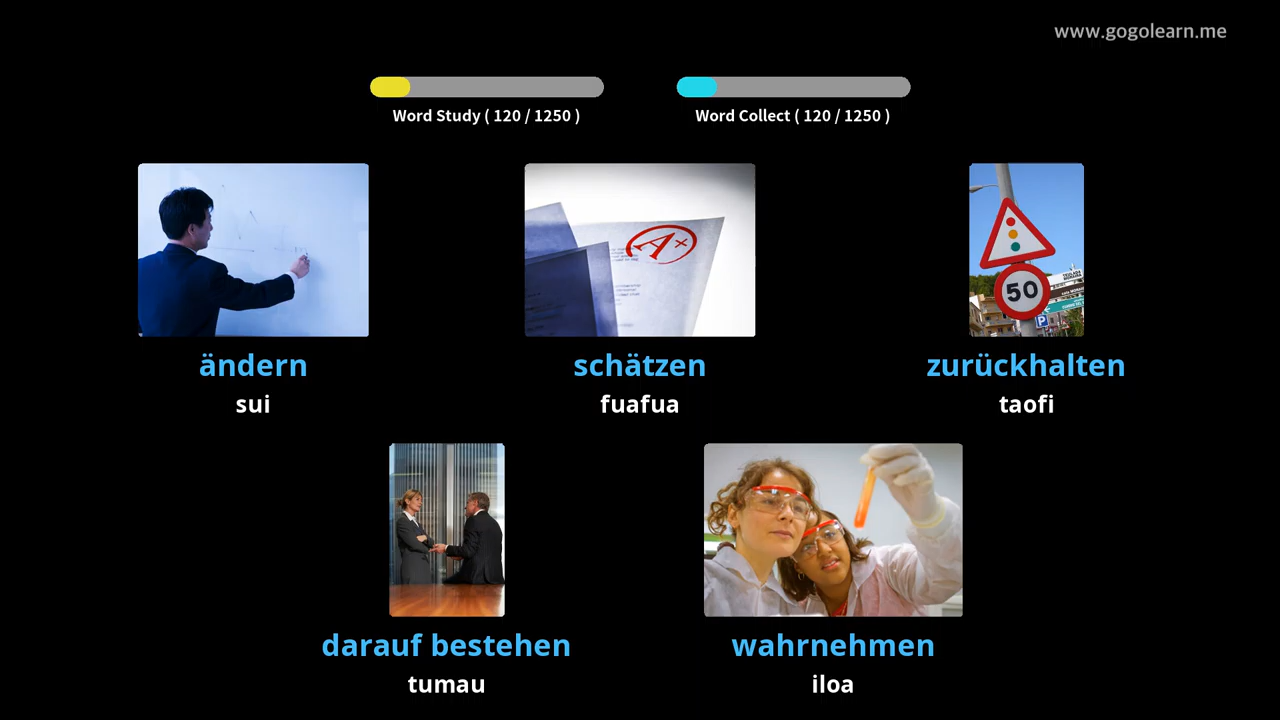 www.gogolearn.me
Word Study ( 120 / 1250 )
Word Collect ( 120 / 1250 )
A+
50
P
ändern
schätzen
zurückhalten
sui
fuafua
taofi
darauf bestehen
wahrnehmen
tumau
iloa